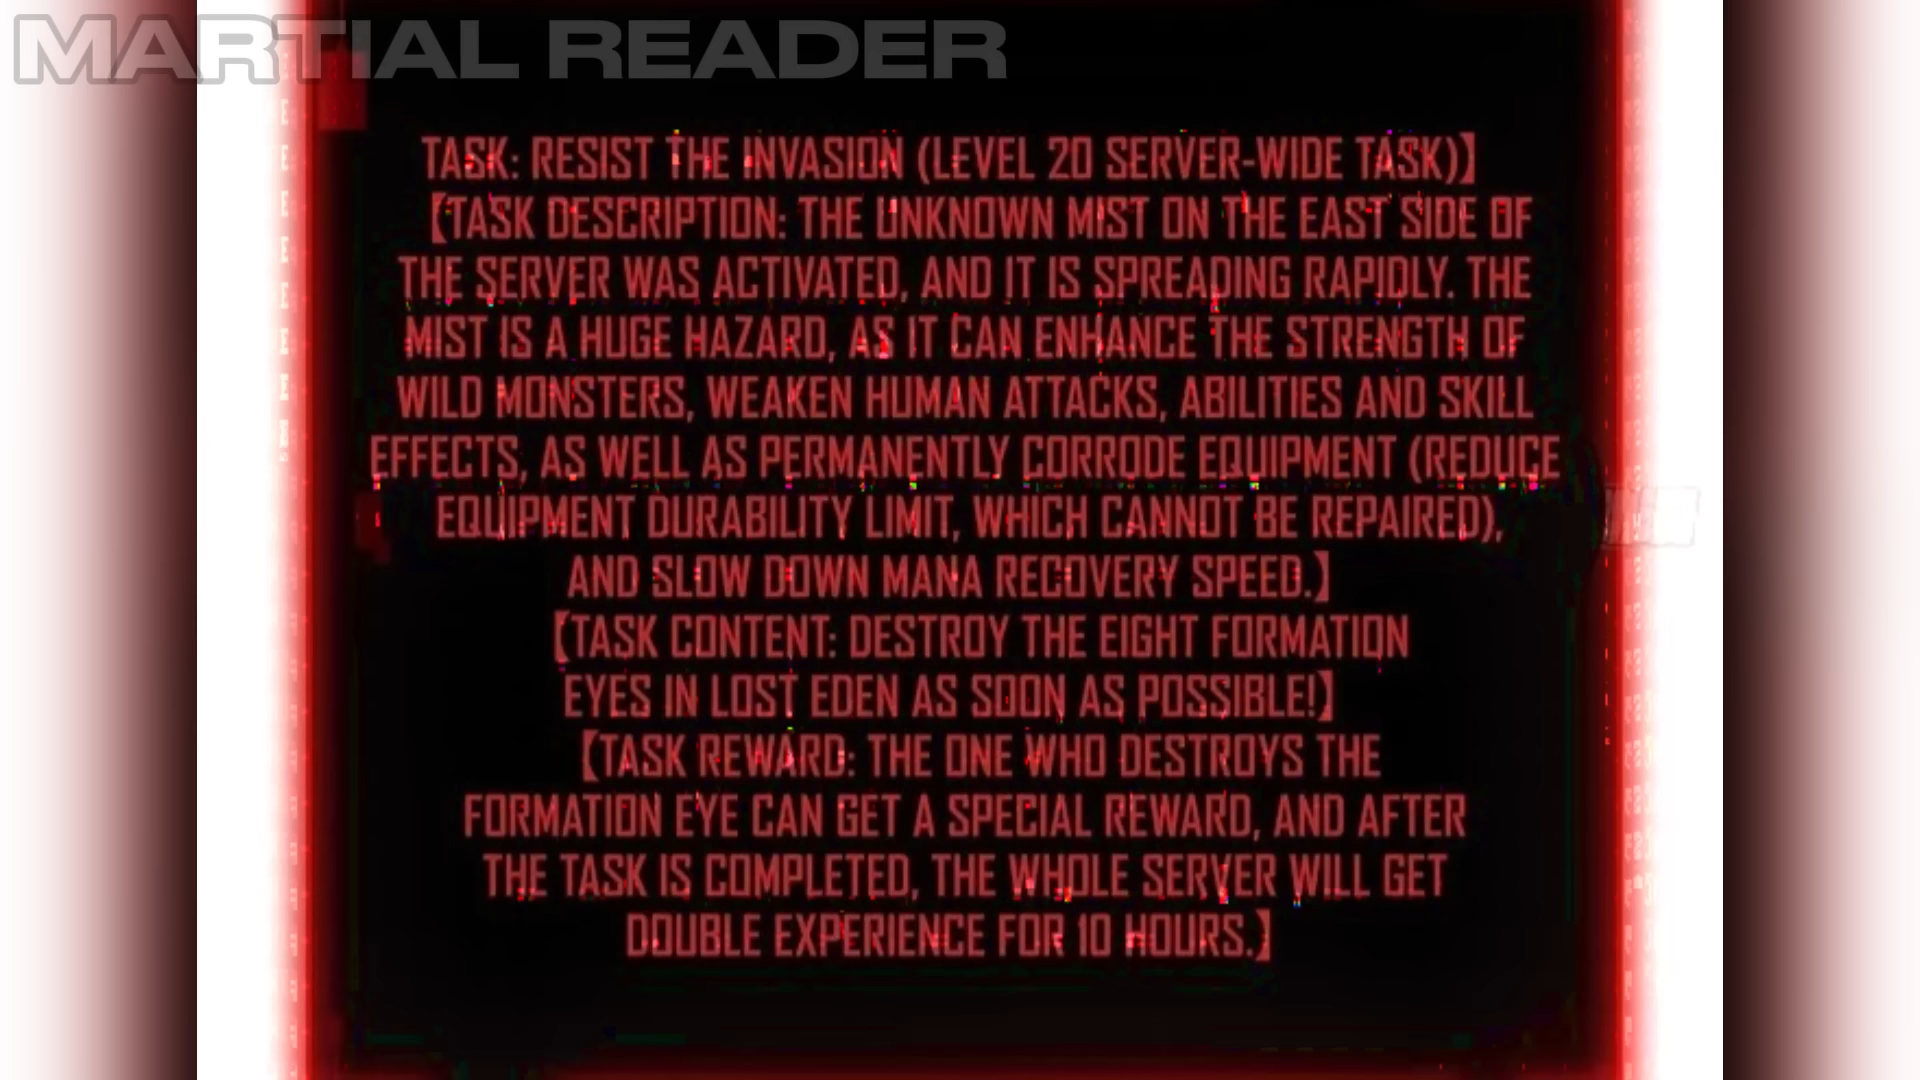 MARTIAL READER
TASK: RESIST THE INVASION (LEVEL 20 SERVER-WIDE TASK)】
【TASK DESCRIPTION: THE UNKNOWN MIST ON THE EAST SIDE OF
THE SERVER WAS ACTIVATED, AND IT IS SPREADING RAPIDLY. THE
MIST IS A HUGE HAZARD, AS IT CAN ENHANCE THE STRENGTH OF
WILD MONSTERS, WEAKEN HUMAN ATTACKS, ABILITIES AND SKILL
EFFECTS, AS WELL AS PERMANENTLY CORRODE EQUIPMENT (REDUCE
EQUIPMENT DURABILITY LIMIT, WHICH CANNOT BE REPAIRED),
AND SLOW DOWN MANA RECOVERY SPEED.】
【TASK CONTENT: DESTROY THE EIGHT FORMATION
EYES IN LOST EDEN AS SOON AS POSSIBLE!】
【TASK REWARD: THE ONE WHO DESTROYS THE
FORMATION EYE CAN GET A SPECIAL REWARD, AND AFTER
THE TASK IS COMPLETED, THE WHOLE SERVER WILL GET
DOUBLE EXPERIENCE FOR 10 HOURS.】